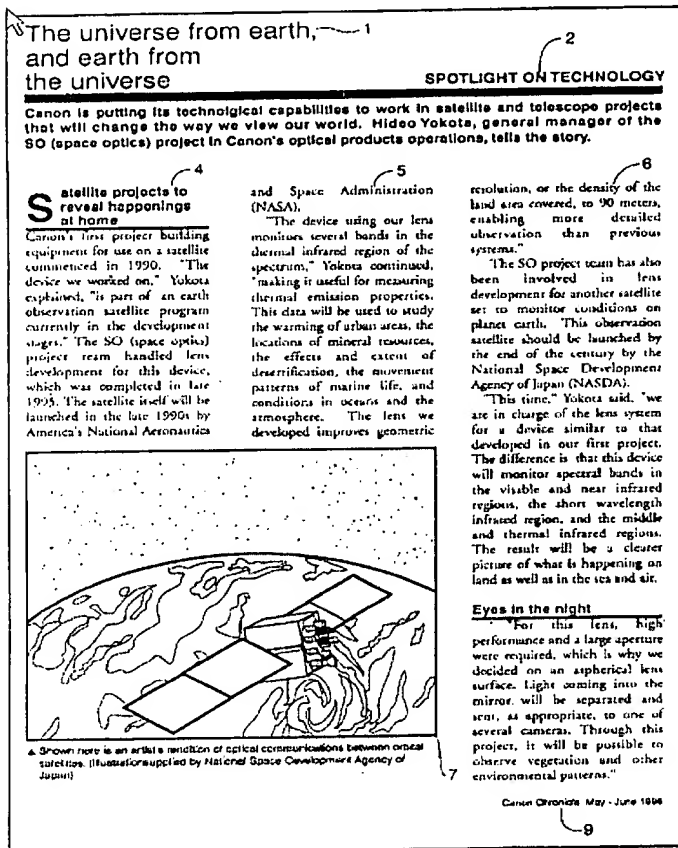 The universe from earth, 1
and earth from
the universe
2
SPOTLIGHT ON TECHNOLOGY
Canon is putting its technolgical capabilities to work in satellite and telescope projects
that will change the way we view our world. Hideo Yokota, general manager of the
SO (space optics) project in Canon's optical products operations, tells the story.
4
Satellite projects to
reveal happenings
at home
Canon's first project building
equipment for use on a satellite
commenced in 1990. "The
device we worked on," Yokota
explained, "is part of an earth
observation satellite program
currently in the development
stages." The SO (space optics)
project team handled lens
development for this device,
which was completed in late
1995. The satellite itself will be
launched in the late 1990s by
America's National Aeronautics
5
and Space Administration
(NASA).
"The device using our lens
monitors several bands in the
thermal infrared region of the
spectrum," Yokota continued,
"making it useful for measuring
thermal emission properties.
This data will be used to study
the warming of urban areas, the
locations of mineral resources,
the effects and extent of
desertification, the movement
patterns of marine life, and
conditions in oceans and the
atmosphere. The lens we
developed improves geometric
6
resolution, or the density of the
land area covered, to 90 meters,
enabling more detailed
observation than previous
systems."
The SO project team has also
been involved in lens
development for another satellite
set to monitor conditions on
planet earth. This observation
satellite should be launched by
the end of the century by the
National Space Development
Agency of Japan (NASDA).
"This time," Yokota said, "we
are in charge of the lens system
for a device similar to that
developed in our first project.
The difference is that this device
will monitor spectral bands in
the visible and near infrared
regions, the short wavelength
infrared region, and the middle
and thermal infrared regions.
The result will be a clearer
picture of what is happening on
land as well as in the sea and air.
Eyes in the night
"For this lens, high
performance and a large aperture
were required, which is why we
decided on an aspherical lens
surface. Light coming into the
mirror will be separated and
sent, as appropriate, to one of
several cameras. Through this
project, it will be possible to
observe vegetation and other
environmental patterns."
▲ Shown here is an artist's rendition of optical communications between orbital
satellites. (Illustration supplied by National Space Development Agency of
Japan)
7
Canon Chronicle May - June 1996
9